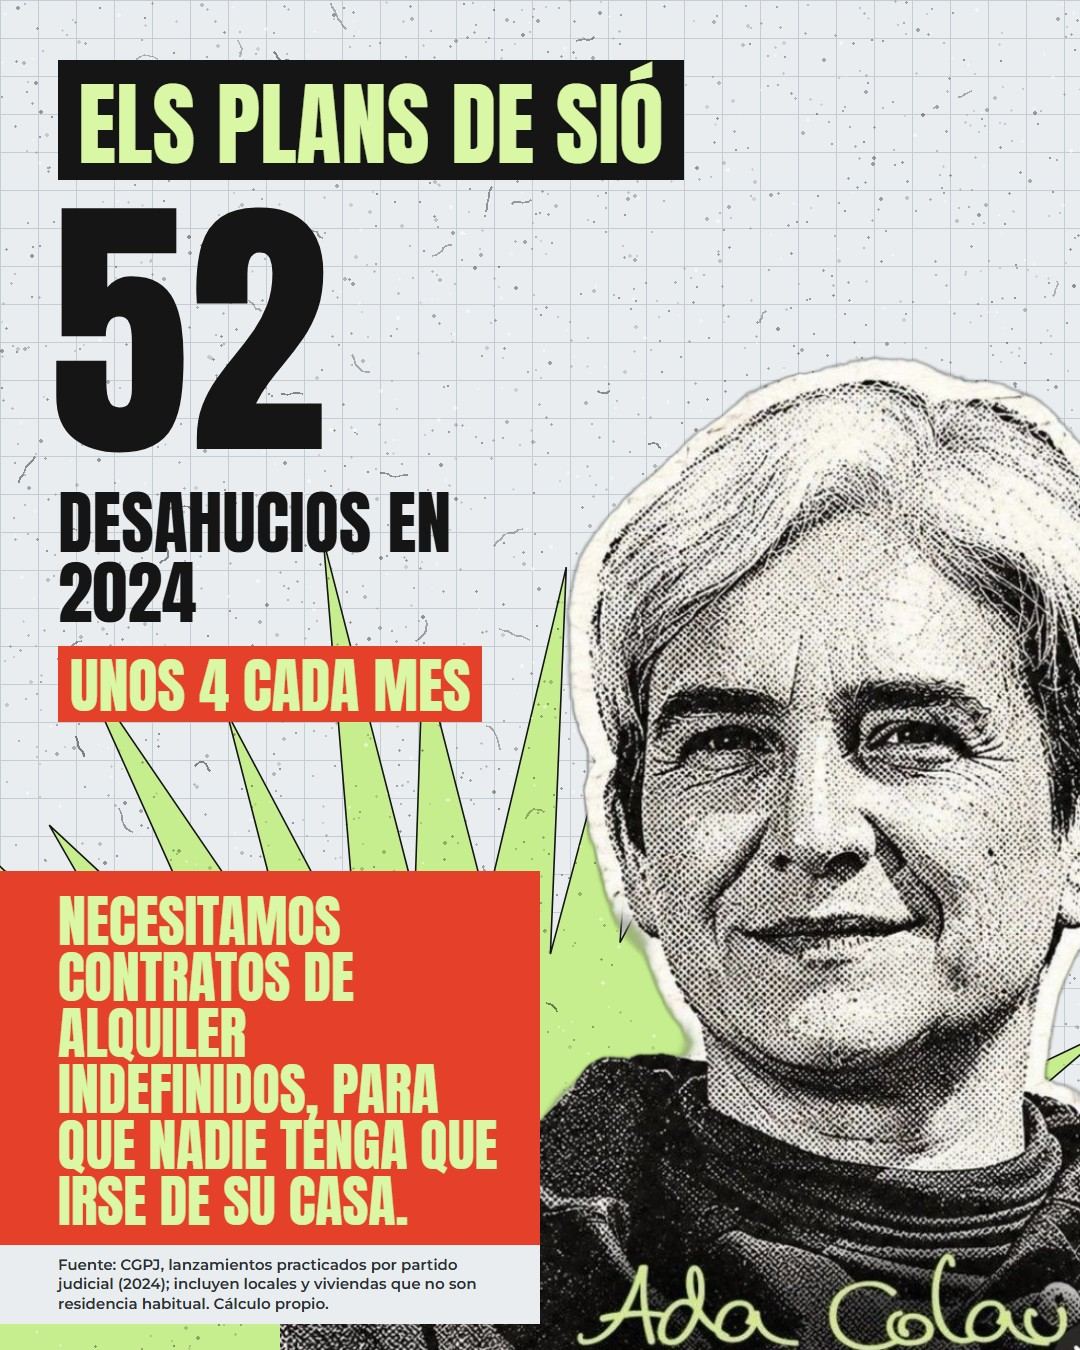 ELS PLANS DE SIÓ
52
DESAHUCIOS EN
2024
UNOS 4 CADA MES
NECESITAMOS
CONTRATOS DE
ALQUILER
INDEFINIDOS, PARA
QUE NADIE TENGA QUE
IRSE DE SU CASA.
Fuente: CGPJ, lanzamientos practicados por partido
judicial (2024); incluyen locales y viviendas que no son
residencia habitual. Cálculo propio.
Ada Colau